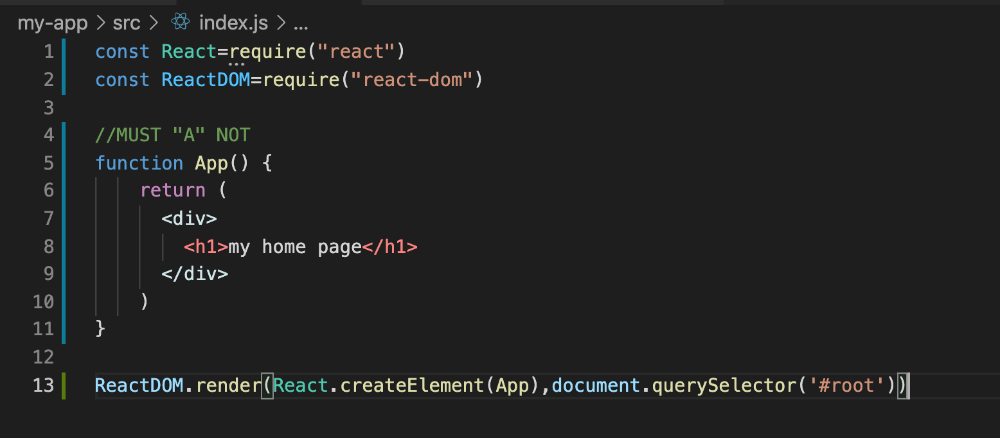 my-app > src > index.js > ...
1 const React=require("react")
2 const ReactDOM=require("react-dom")
3
4 //MUST "A" NOT
5 function App() {
6     return (
7       <div>
8         <h1>my home page</h1>
9       </div>
10     )
11 }
12
13 ReactDOM.render(React.createElement(App),document.querySelector('#root'))